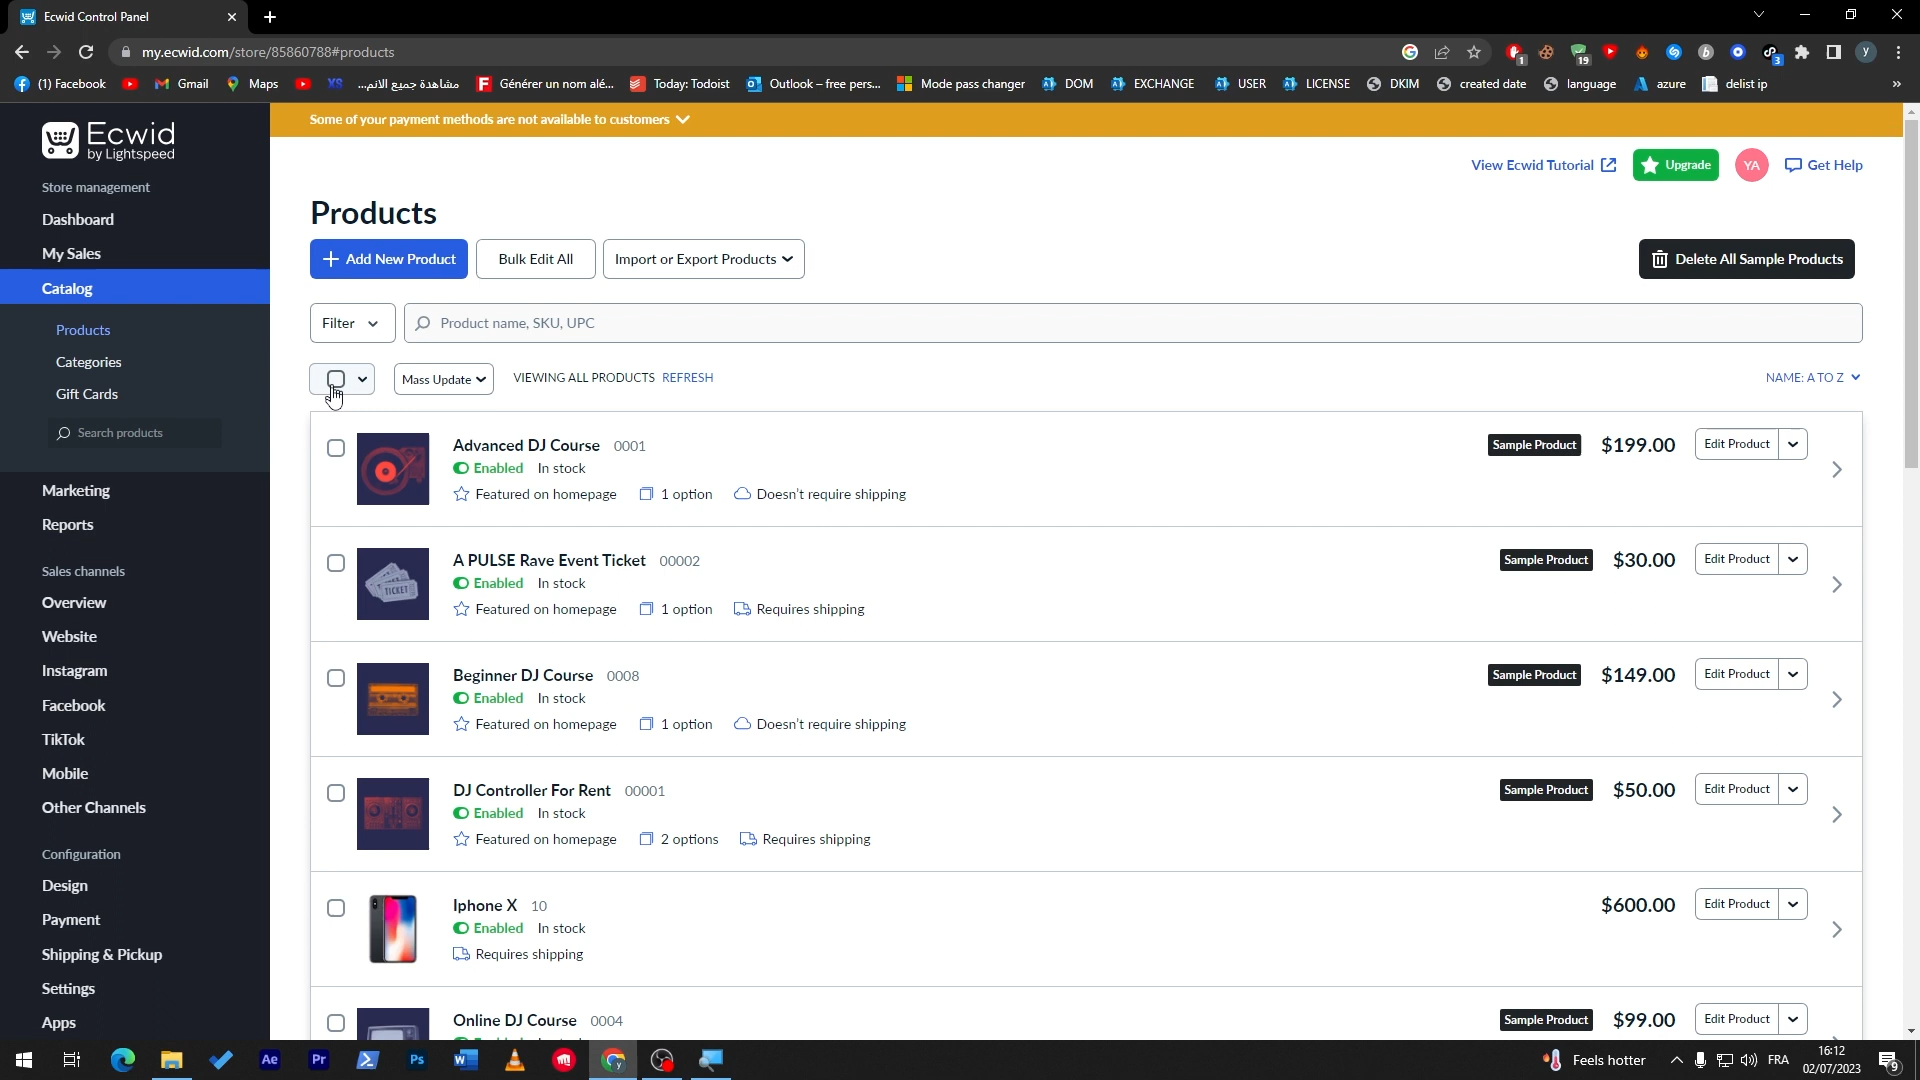 Ecwid Control Panel
my.ecwid.com/store/85860788#products
1
19
3
y
(1) Facebook
Gmail
Maps
XS
مشاهدة جميع الانم...
Générer un nom alé...
Today: Todoist
Outlook – free pers...
Mode pass changer
DOM
EXCHANGE
USER
LICENSE
DKIM
created date
language
azure
delist ip
»
Ecwid
by Lightspeed
Store management
Dashboard
My Sales
Catalog
Products
Categories
Gift Cards
Search products
Marketing
Reports
Sales channels
Overview
Website
Instagram
Facebook
TikTok
Mobile
Other Channels
Configuration
Design
Payment
Shipping & Pickup
Settings
Apps
Some of your payment methods are not available to customers
View Ecwid Tutorial
Upgrade
YA
Get Help
Products
Add New Product
Bulk Edit All
Import or Export Products
Delete All Sample Products
Filter
Product name, SKU, UPC
Mass Update
VIEWING ALL PRODUCTS REFRESH
NAME: A TO Z
Advanced DJ Course 0001
Sample Product $199.00 Edit Product
Enabled In stock
Featured on homepage 1 option Doesn't require shipping
TICKET
A PULSE Rave Event Ticket 00002
Sample Product $30.00 Edit Product
Enabled In stock
Featured on homepage 1 option Requires shipping
Beginner DJ Course 0008
Sample Product $149.00 Edit Product
Enabled In stock
Featured on homepage 1 option Doesn't require shipping
DJ Controller For Rent 00001
Sample Product $50.00 Edit Product
Enabled In stock
Featured on homepage 2 options Requires shipping
Iphone X 10
$600.00 Edit Product
Enabled In stock
Requires shipping
Online DJ Course 0004
Sample Product $99.00 Edit Product
Ae
Pr
Ps
W
y
Feels hotter
FRA
16:12
02/07/2023
9